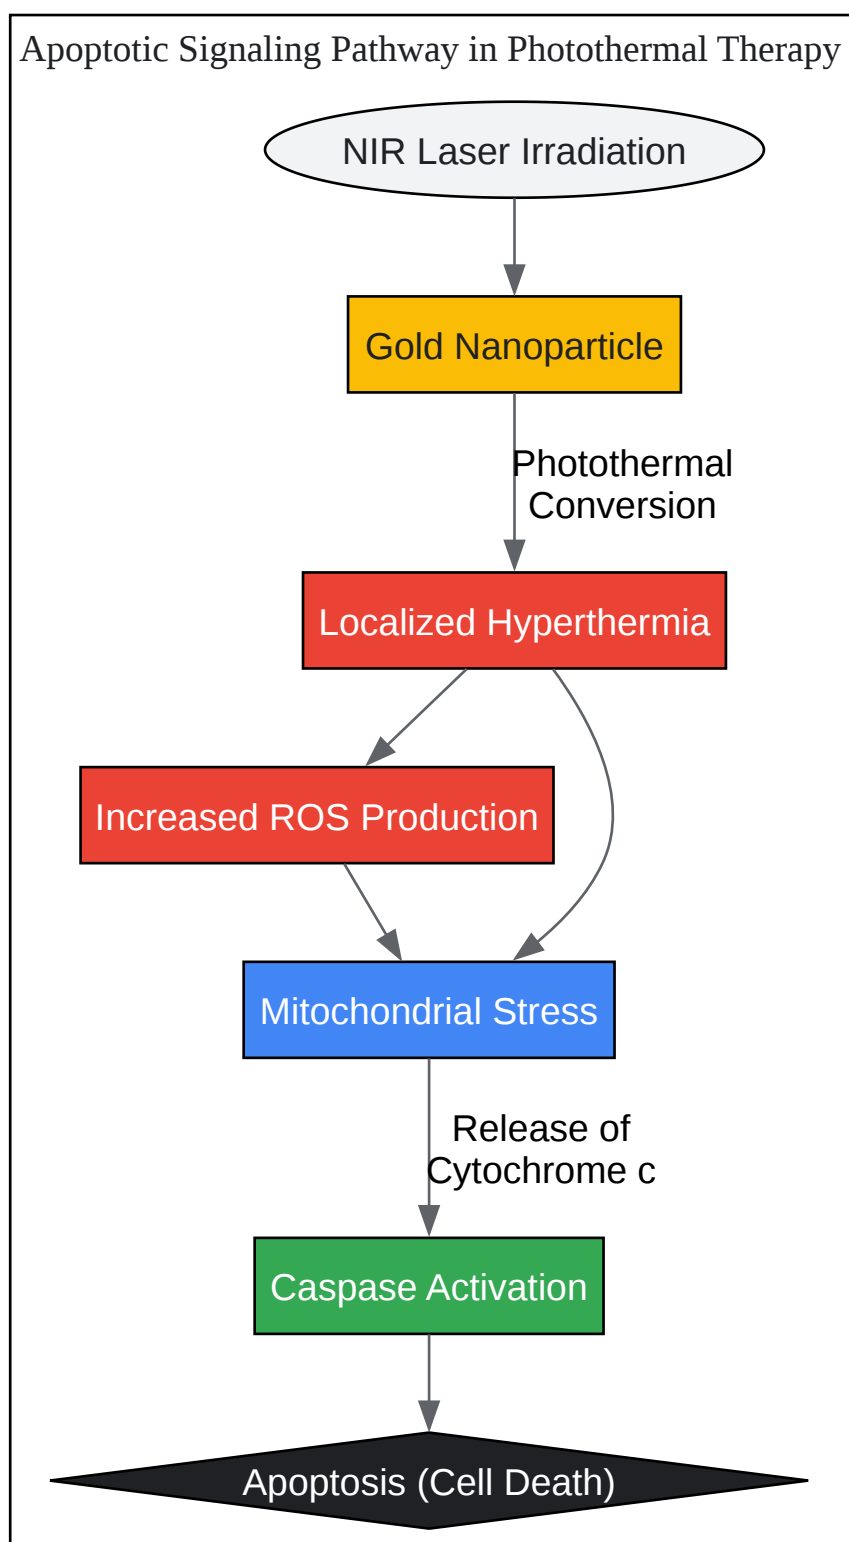 Apoptotic Signaling Pathway in Photothermal Therapy
NIR Laser Irradiation
Gold Nanoparticle
Photothermal
Conversion
Localized Hyperthermia
Increased ROS Production
Mitochondrial Stress
Release of
Cytochrome c
Caspase Activation
Apoptosis (Cell Death)